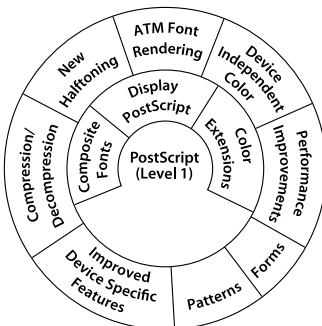 ATM Font
Rendering
Device
Independent
Color
Performance
Improvements
Forms
Patterns
Improved
Device Specific
Features
Compression/
Decompression
New
Halftoning
Display
PostScript
Color
Extensions
Composite
Fonts
PostScript
(Level 1)